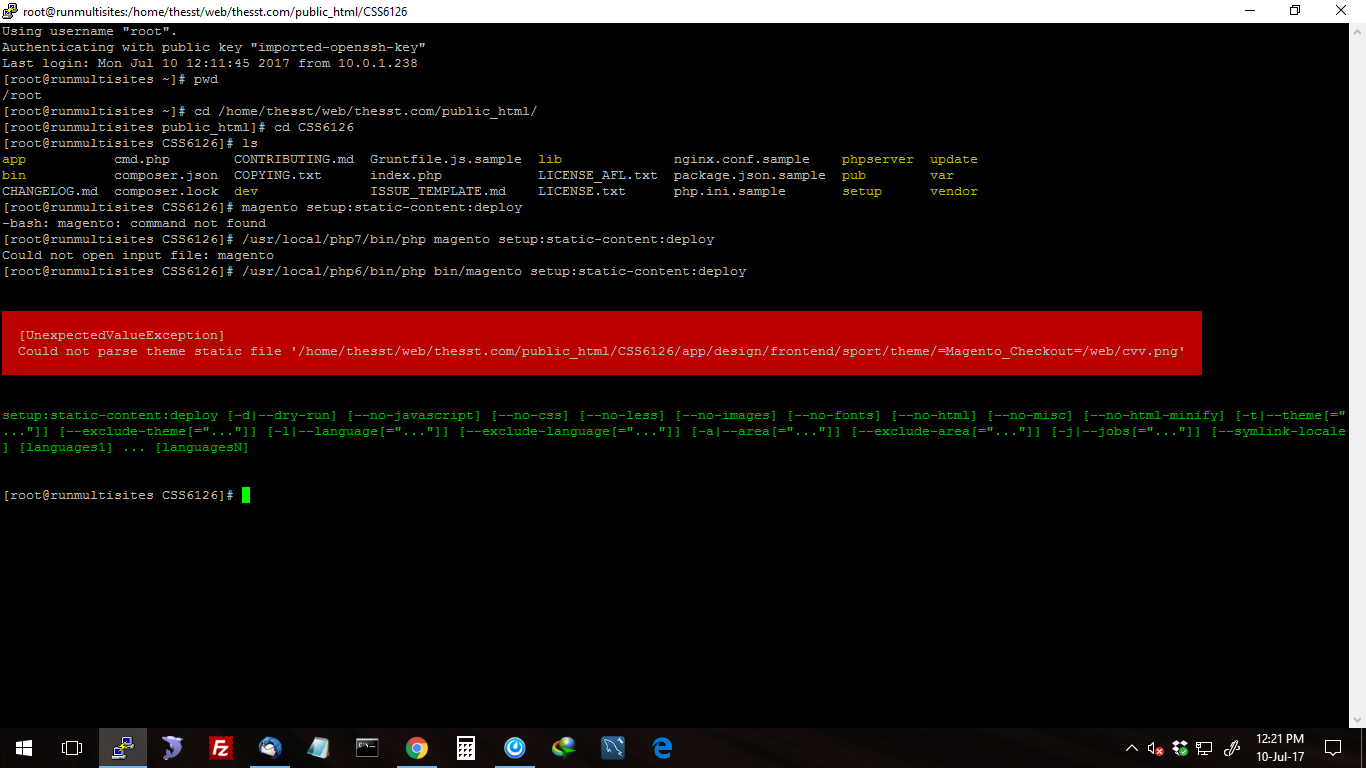 root@runmultisites:/home/thesst/web/thesst.com/public_html/CSS6126
Using username "root".
Authenticating with public key "imported-openssh-key"
Last login: Mon Jul 10 12:11:45 2017 from 10.0.1.238
[root@runmultisites ~]# pwd
/root
[root@runmultisites ~]# cd /home/thesst/web/thesst.com/public_html/
[root@runmultisites public_html]# cd CSS6126
[root@runmultisites CSS6126]# ls
app cmd.php CONTRIBUTING.md Gruntfile.js.sample lib nginx.conf.sample phpserver update
bin composer.json COPYING.txt index.php LICENSE_AFL.txt package.json.sample pub var
CHANGELOG.md composer.lock dev ISSUE_TEMPLATE.md LICENSE.txt php.ini.sample setup vendor
[root@runmultisites CSS6126]# magento setup:static-content:deploy
-bash: magento: command not found
[root@runmultisites CSS6126]# /usr/local/php7/bin/php magento setup:static-content:deploy
Could not open input file: magento
[root@runmultisites CSS6126]# /usr/local/php6/bin/php bin/magento setup:static-content:deploy
[UnexpectedValueException]
Could not parse theme static file '/home/thesst/web/thesst.com/public_html/CSS6126/app/design/frontend/sport/theme/=Magento_Checkout=/web/cvv.png'
setup:static-content:deploy [-d|--dry-run] [--no-javascript] [--no-css] [--no-less] [--no-images] [--no-fonts] [--no-html] [--no-misc] [--no-html-minify] [-t|--theme[="
..."]] [--exclude-theme[="..."]] [-l|--language[="..."]] [--exclude-language[="..."]] [-a|--area[="..."]] [--exclude-area[="..."]] [-j|--jobs[="..."]] [--symlink-locale
] [languages1] ... [languagesN]
[root@runmultisites CSS6126]#
12:21 PM
10-Jul-17